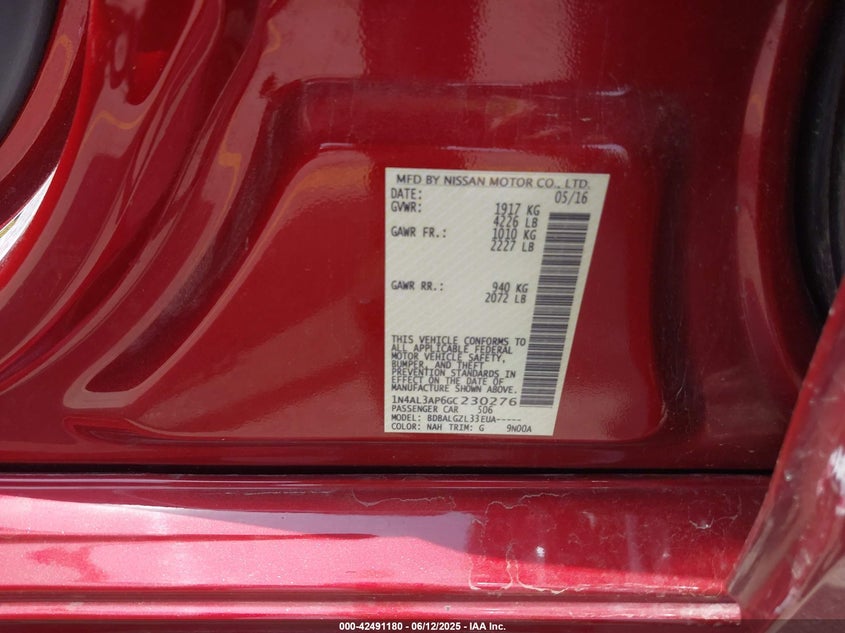 MFD BY NISSAN MOTOR CO., LTD.
DATE: 05/16
GVWR: 1917 KG
4226 LB
GAWR FR.: 1010 KG
2227 LB
GAWR RR.: 940 KG
2072 LB
THIS VEHICLE CONFORMS TO
ALL APPLICABLE FEDERAL
MOTOR VEHICLE SAFETY,
BUMPER, AND THEFT
PREVENTION STANDARDS IN
EFFECT ON THE DATE OF
MANUFACTURE SHOWN ABOVE.
1N4AL3AP6GC230276
PASSENGER CAR 5D6
MODEL: BDBALGZL33EUA-----
COLOR: NAH TRIM: G 9N00A
000-42491180 - 06/12/2025 - IAA Inc.